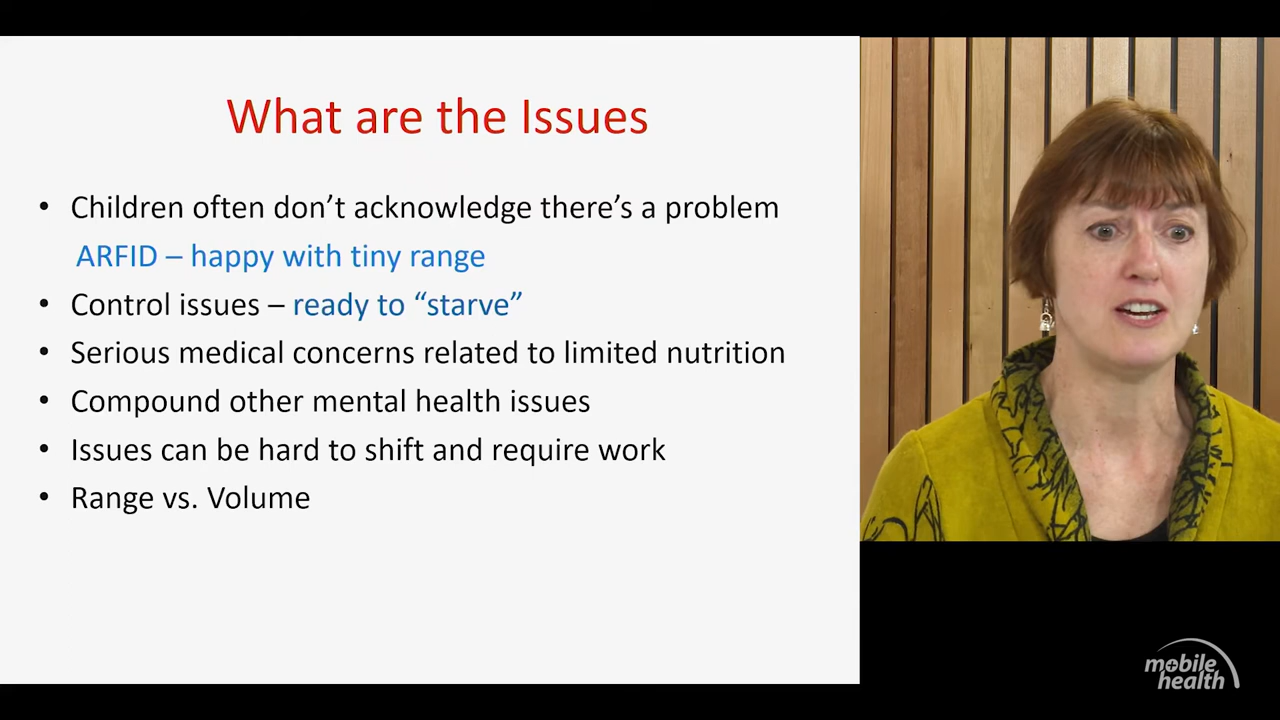 What are the Issues
• Children often don’t acknowledge there’s a problem
ARFID – happy with tiny range
• Control issues – ready to “starve”
• Serious medical concerns related to limited nutrition
• Compound other mental health issues
• Issues can be hard to shift and require work
• Range vs. Volume
mobile
health